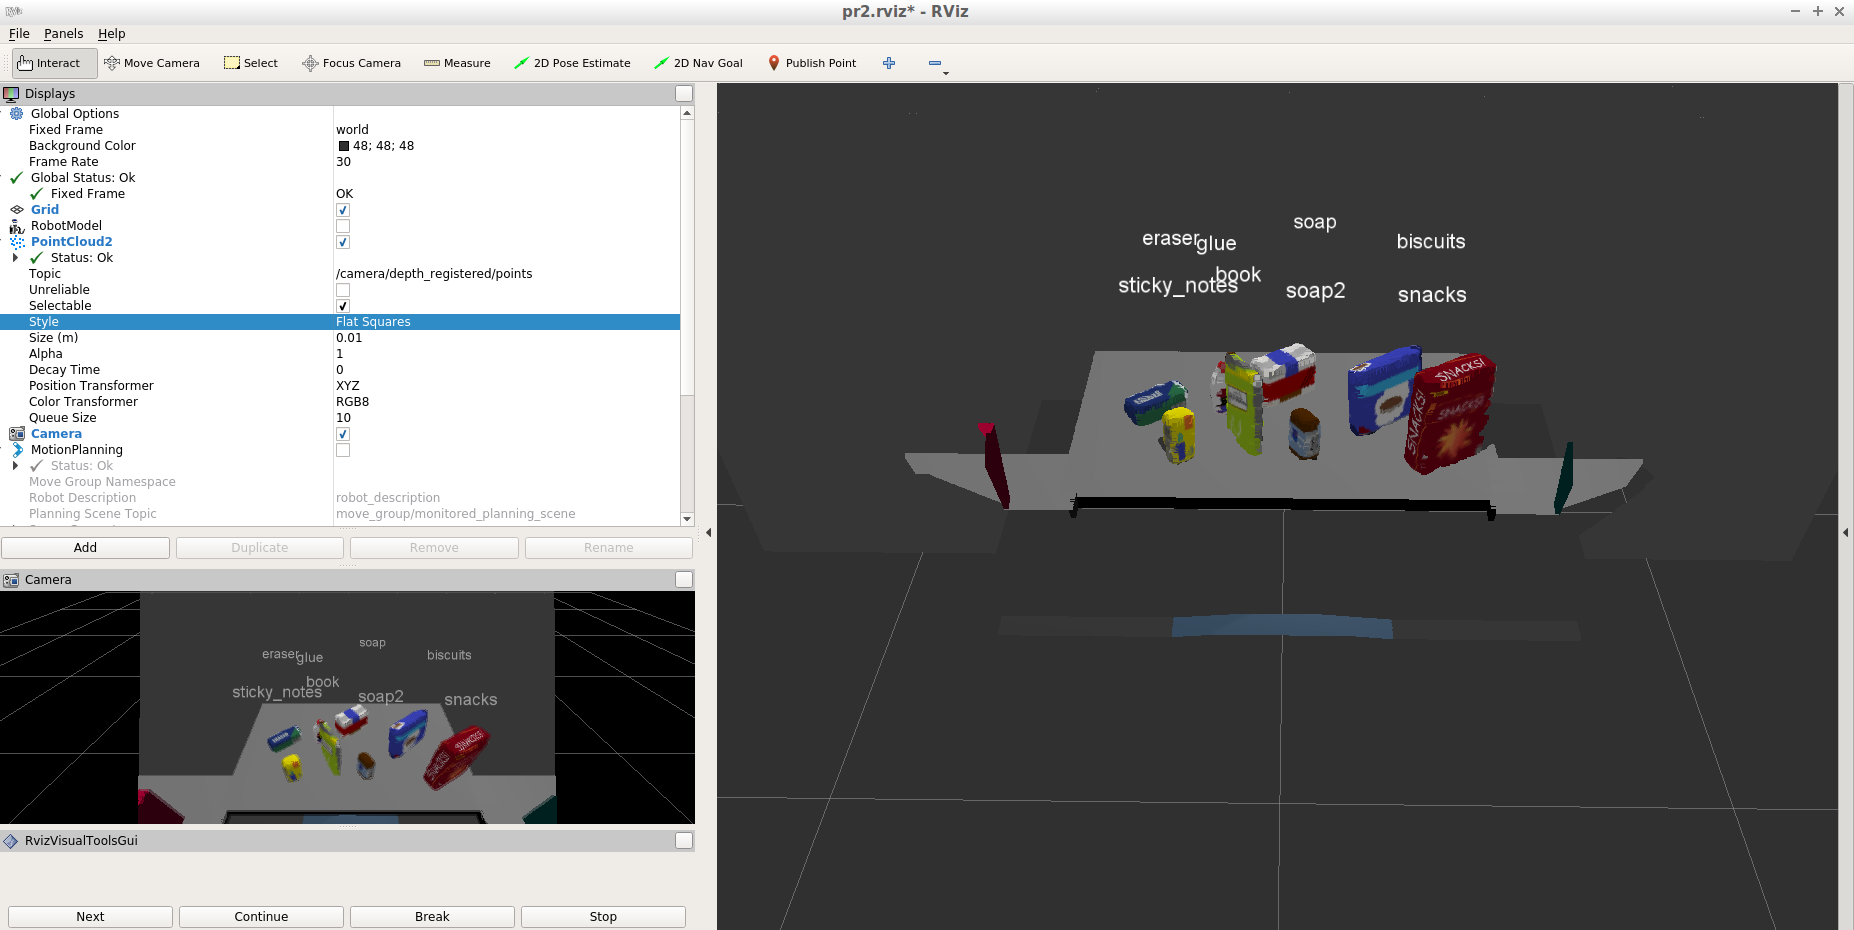 RViz
pr2.rviz* - RViz
File Panels Help
Interact Move Camera Select Focus Camera Measure 2D Pose Estimate 2D Nav Goal Publish Point
Displays
Global Options
Fixed Frame world
Background Color 48; 48; 48
Frame Rate 30
Global Status: Ok
Fixed Frame OK
Grid
RobotModel
PointCloud2
Status: Ok
Topic /camera/depth_registered/points
Unreliable
Selectable
Style Flat Squares
Size (m) 0.01
Alpha 1
Decay Time 0
Position Transformer XYZ
Color Transformer RGB8
Queue Size 10
Camera
MotionPlanning
Status: Ok
Move Group Namespace
Robot Description robot_description
Planning Scene Topic move_group/monitored_planning_scene
Add Duplicate Remove Rename
Camera
soap
eraser glue biscuits
book
sticky_notes soap2 snacks
RvizVisualToolsGui
Next Continue Break Stop
soap
eraser glue biscuits
book
sticky_notes soap2 snacks
SNACKS!
SNACKS!